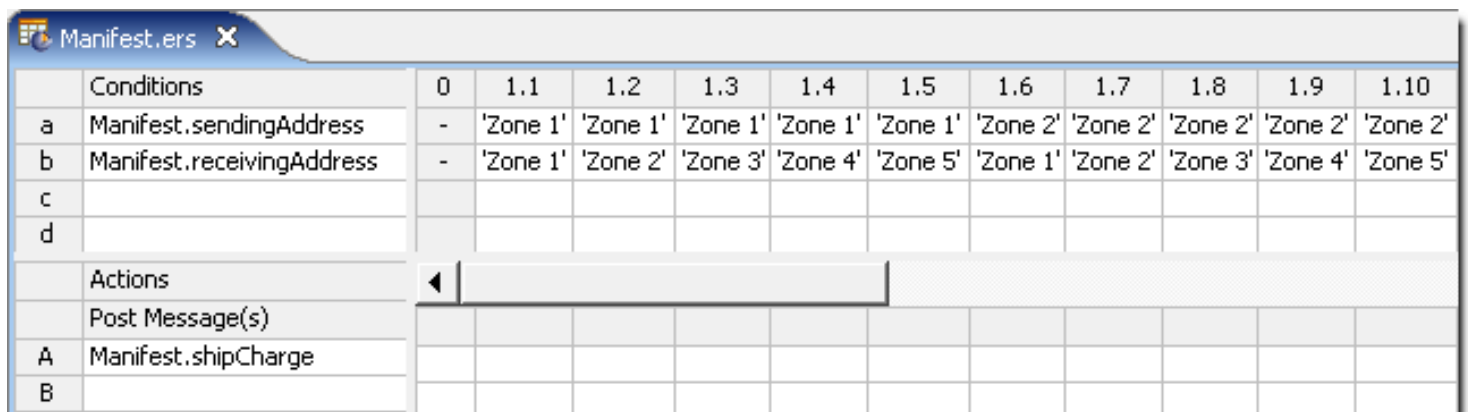 Manifest.ers
Conditions 0 1.1 1.2 1.3 1.4 1.5 1.6 1.7 1.8 1.9 1.10
a Manifest.sendingAddress - 'Zone 1' 'Zone 1' 'Zone 1' 'Zone 1' 'Zone 1' 'Zone 2' 'Zone 2' 'Zone 2' 'Zone 2' 'Zone 2'
b Manifest.receivingAddress - 'Zone 1' 'Zone 2' 'Zone 3' 'Zone 4' 'Zone 5' 'Zone 1' 'Zone 2' 'Zone 3' 'Zone 4' 'Zone 5'
c
d
Actions
Post Message(s)
A Manifest.shipCharge
B